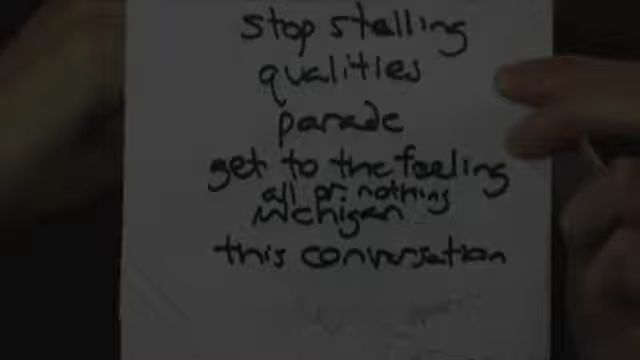 stop stalling
qualities
parade
get to the feeling
all or nothing
Michigan
this conversation